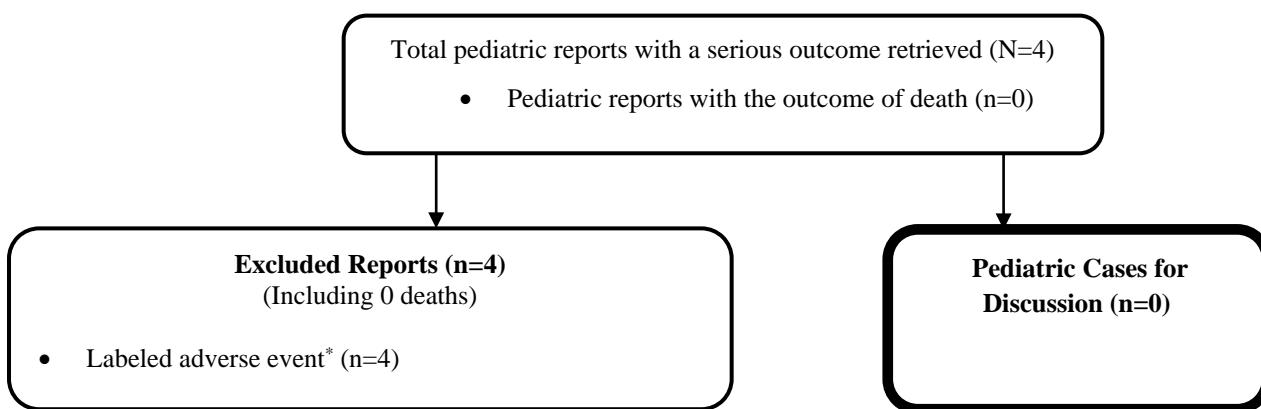 Total pediatric reports with a serious outcome retrieved (N=4)
• Pediatric reports with the outcome of death (n=0)
Excluded Reports (n=4)
(Including 0 deaths)
• Labeled adverse event* (n=4)
Pediatric Cases for
Discussion (n=0)